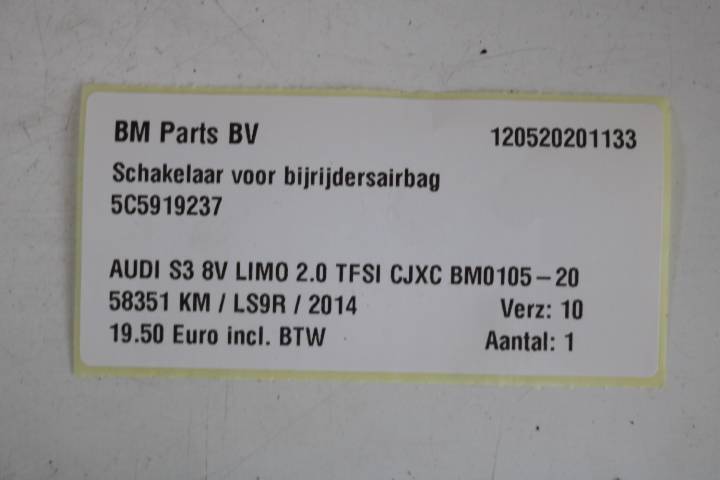 BM Parts BV 120520201133
Schakelaar voor bijrijdersairbag
5C5919237
AUDI S3 8V LIMO 2.0 TFSI CJXC BM0105-20
58351 KM / LS9R / 2014 Verz: 10
19.50 Euro incl. BTW Aantal: 1